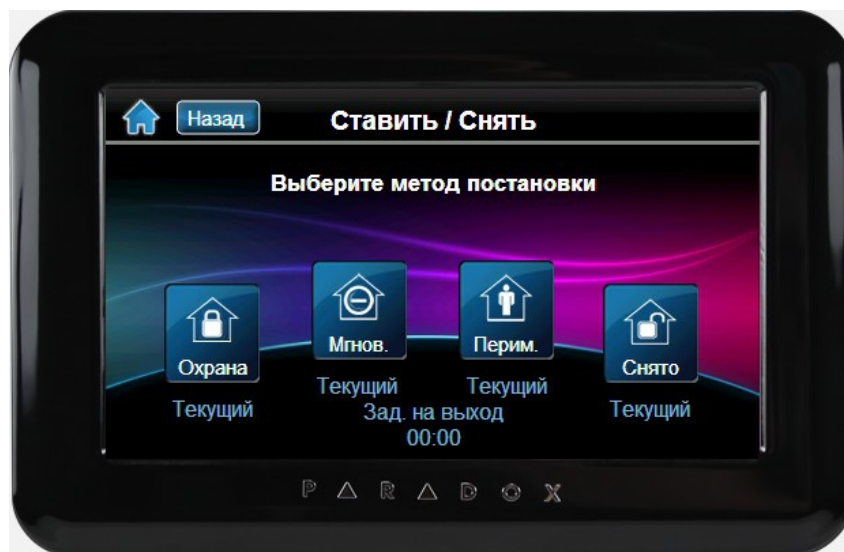 Назад
Ставить / Снять
Выберите метод постановки
Охрана
Мгнов.
Перим.
Снято
Текущий
Текущий
Текущий
Текущий
Зад. на выход
00:00
PARADOX